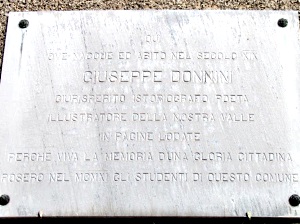 QUI
OVE NACQUE ED ABITÒ NEL SECOLO XIX
GIUSEPPE DONNINI
GIURISPERITO ISTORIOGRAFO POETA
ILLUSTRATORE DELLA NOSTRA VALLE
IN PAGINE LODATE
PERCHÈ VIVA LA MEMORIA D'UNA GLORIA CITTADINA
POSERO NEL MCMXI GLI STUDENTI DI QUESTO COMUNE